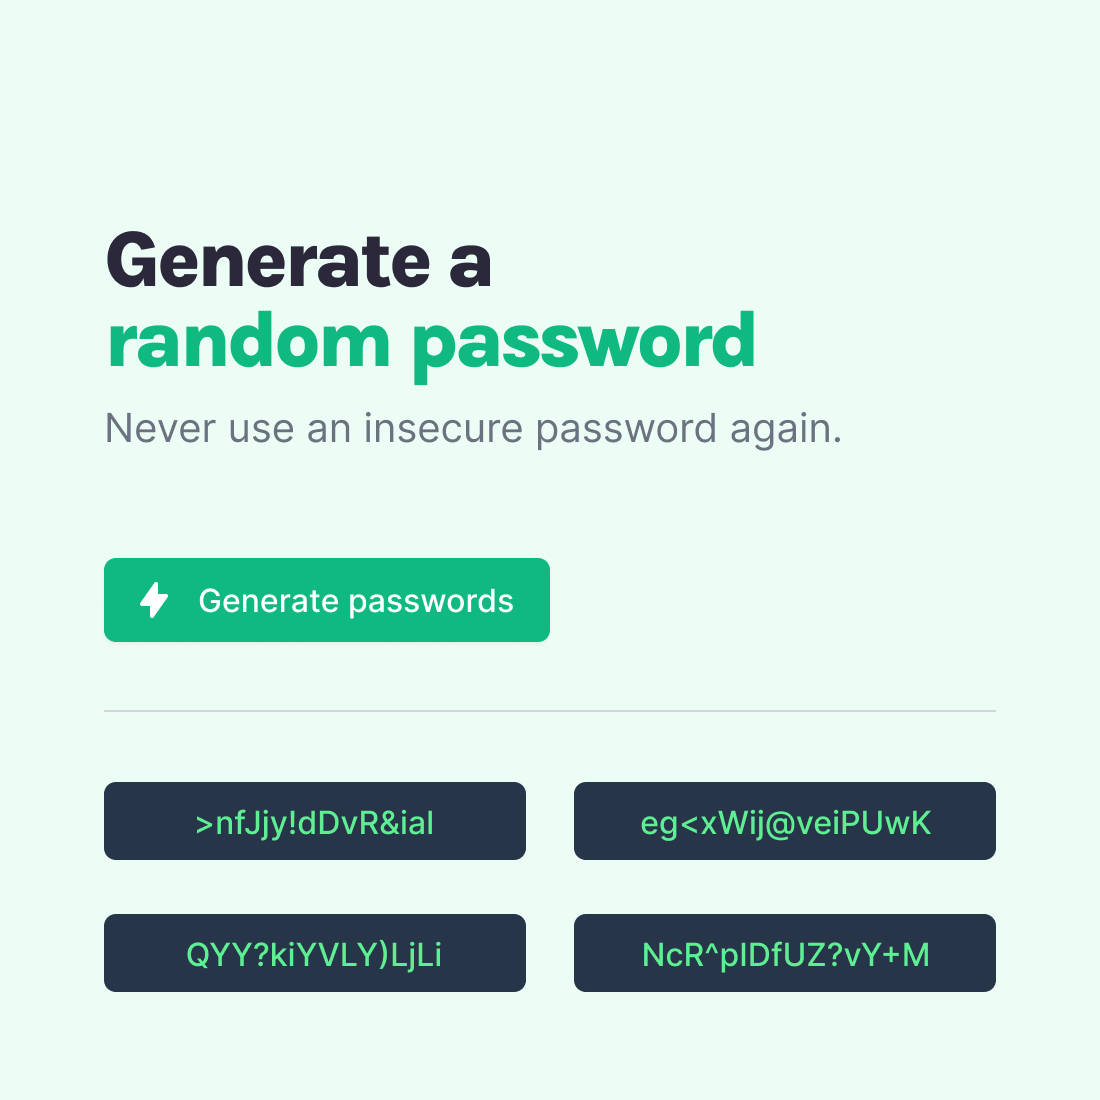 Generate a
random password
Never use an insecure password again.
Generate passwords
>nfJjy!dDvR&ial
eg<xWij@veiPUwK
QYY?kiYVLY)LjLi
NcR^pIDfUZ?vY+M